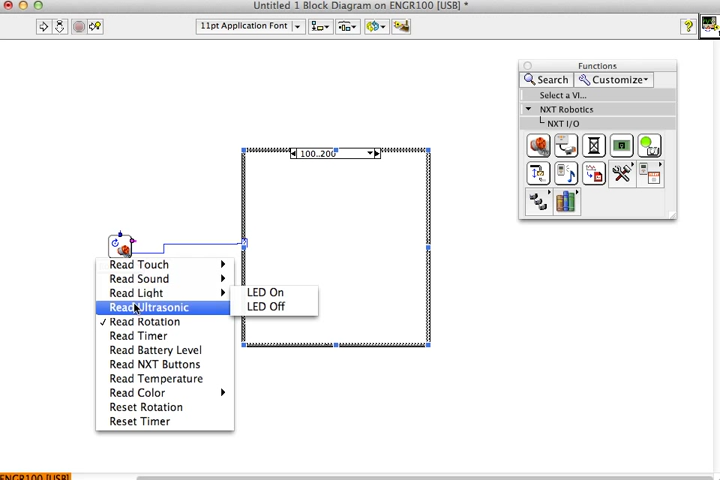 Untitled 1 Block Diagram on ENGR100 [USB] *
11pt Application Font
?
Functions
Search
Customize
Select a VI...
NXT Robotics
NXT I/O
100..200
?
Read Touch
Read Sound
Read Light
Read Ultrasonic
✓ Read Rotation
Read Timer
Read Battery Level
Read NXT Buttons
Read Temperature
Read Color
Reset Rotation
Reset Timer
LED On
LED Off
ENGR100 [USB]